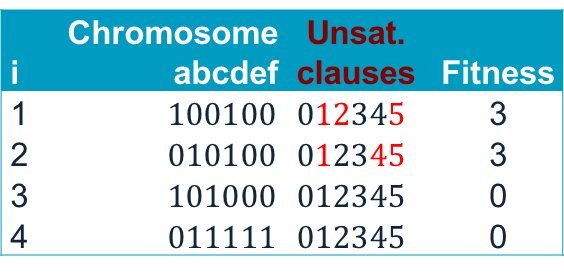 Chromosome Unsat.
i abcdef clauses Fitness
1 100100 012345 3
2 010100 012345 3
3 101000 012345 0
4 011111 012345 0